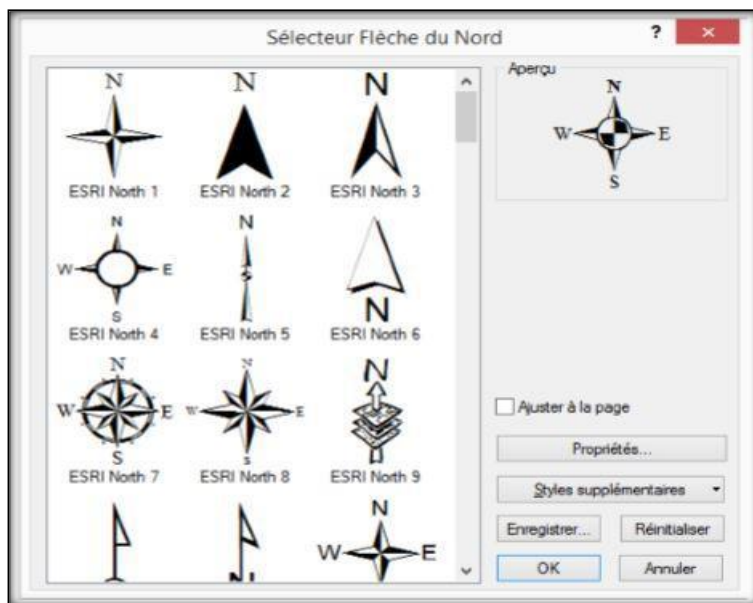 Sélecteur Flèche du Nord
?
N N N
ESRI North 1 ESRI North 2 ESRI North 3
N
W E
S
N
N
ESRI North 4 ESRI North 5 ESRI North 6
N
W E
S
N
W E
S
N
ESRI North 7 ESRI North 8 ESRI North 9
N
W E
Aperçu
N
W E
S
Ajuster à la page
Propriétés...
Styles supplémentaires
Enregistrer... Réinitialiser
OK Annuler